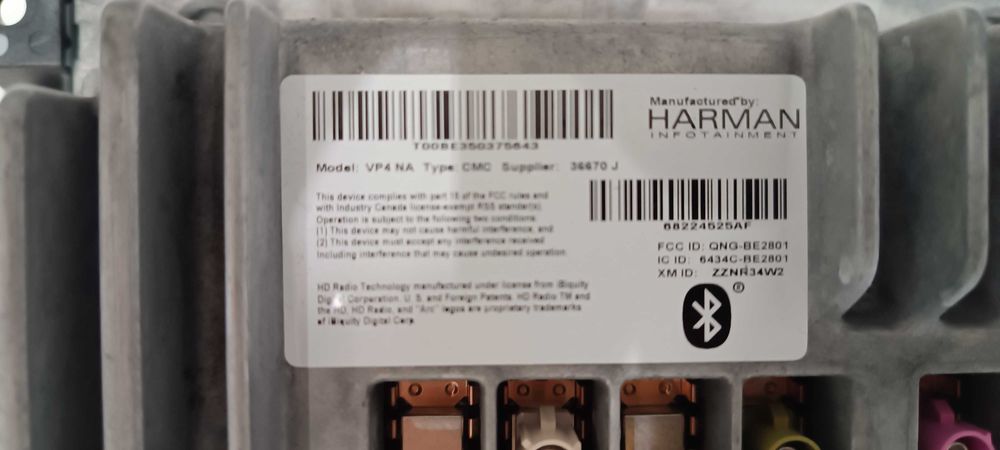 T00BE350375643
Manufactured by:
HARMAN
INFOTAINMENT
Model: VP4 NA Type: CMC Supplier: 36670 J
68224525AF
This device complies with part 15 of the FCC rules and
with Industry Canada license-exempt RSS standard(s).
Operation is subject to the following two conditions:
(1) This device may not cause harmful interference, and
(2) This device must accept any interference received
Including interference that may cause undesired operation.
FCC ID: QNG-BE2801
IC ID: 6434C-BE2801
XM ID: ZZNR34W2
HD Radio Technology manufactured under license from iBiquity
Digital Corporation. U. S. and Foreign Patents. HD Radio TM and
the HD, HD Radio, and "Arc" logos are proprietary trademarks
of iBiquity Digital Corp.
®